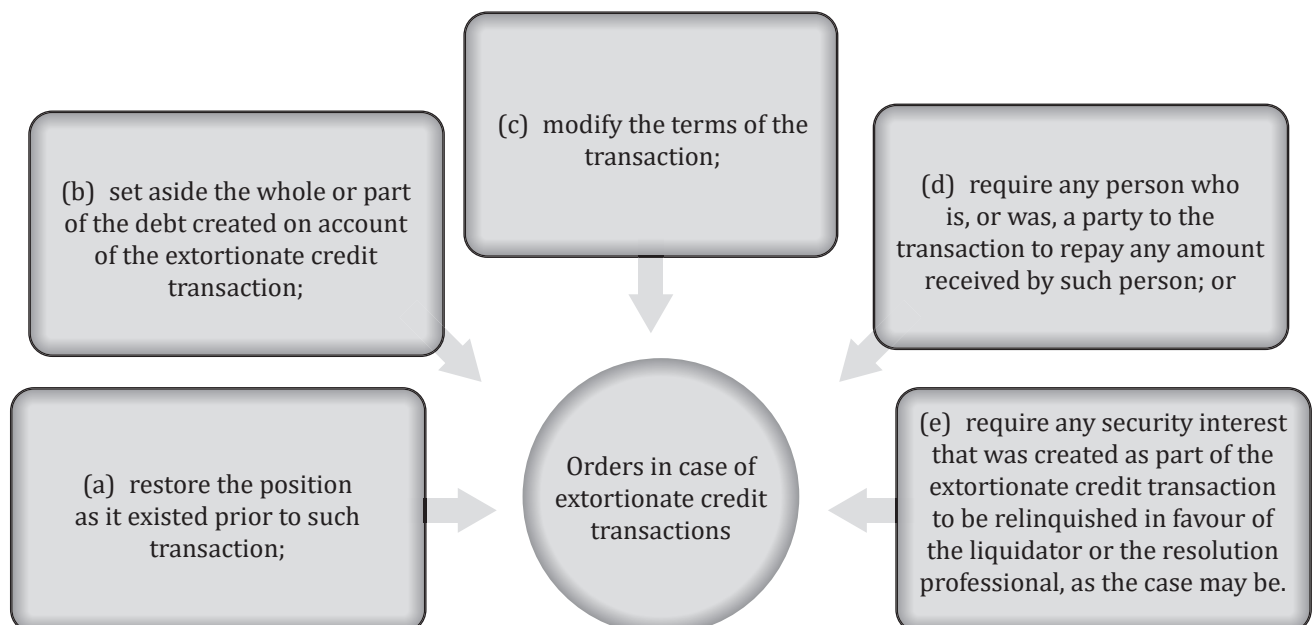 (a) restore the position
as it existed prior to such
transaction;
(b) set aside the whole or part
of the debt created on account
of the extortionate credit
transaction;
(c) modify the terms of the
transaction;
(d) require any person who
is, or was, a party to the
transaction to repay any amount
received by such person; or
(e) require any security interest
that was created as part of the
extortionate credit transaction
to be relinquished in favour of
the liquidator or the resolution
professional, as the case may be.
Orders in case of
extortionate credit
transactions